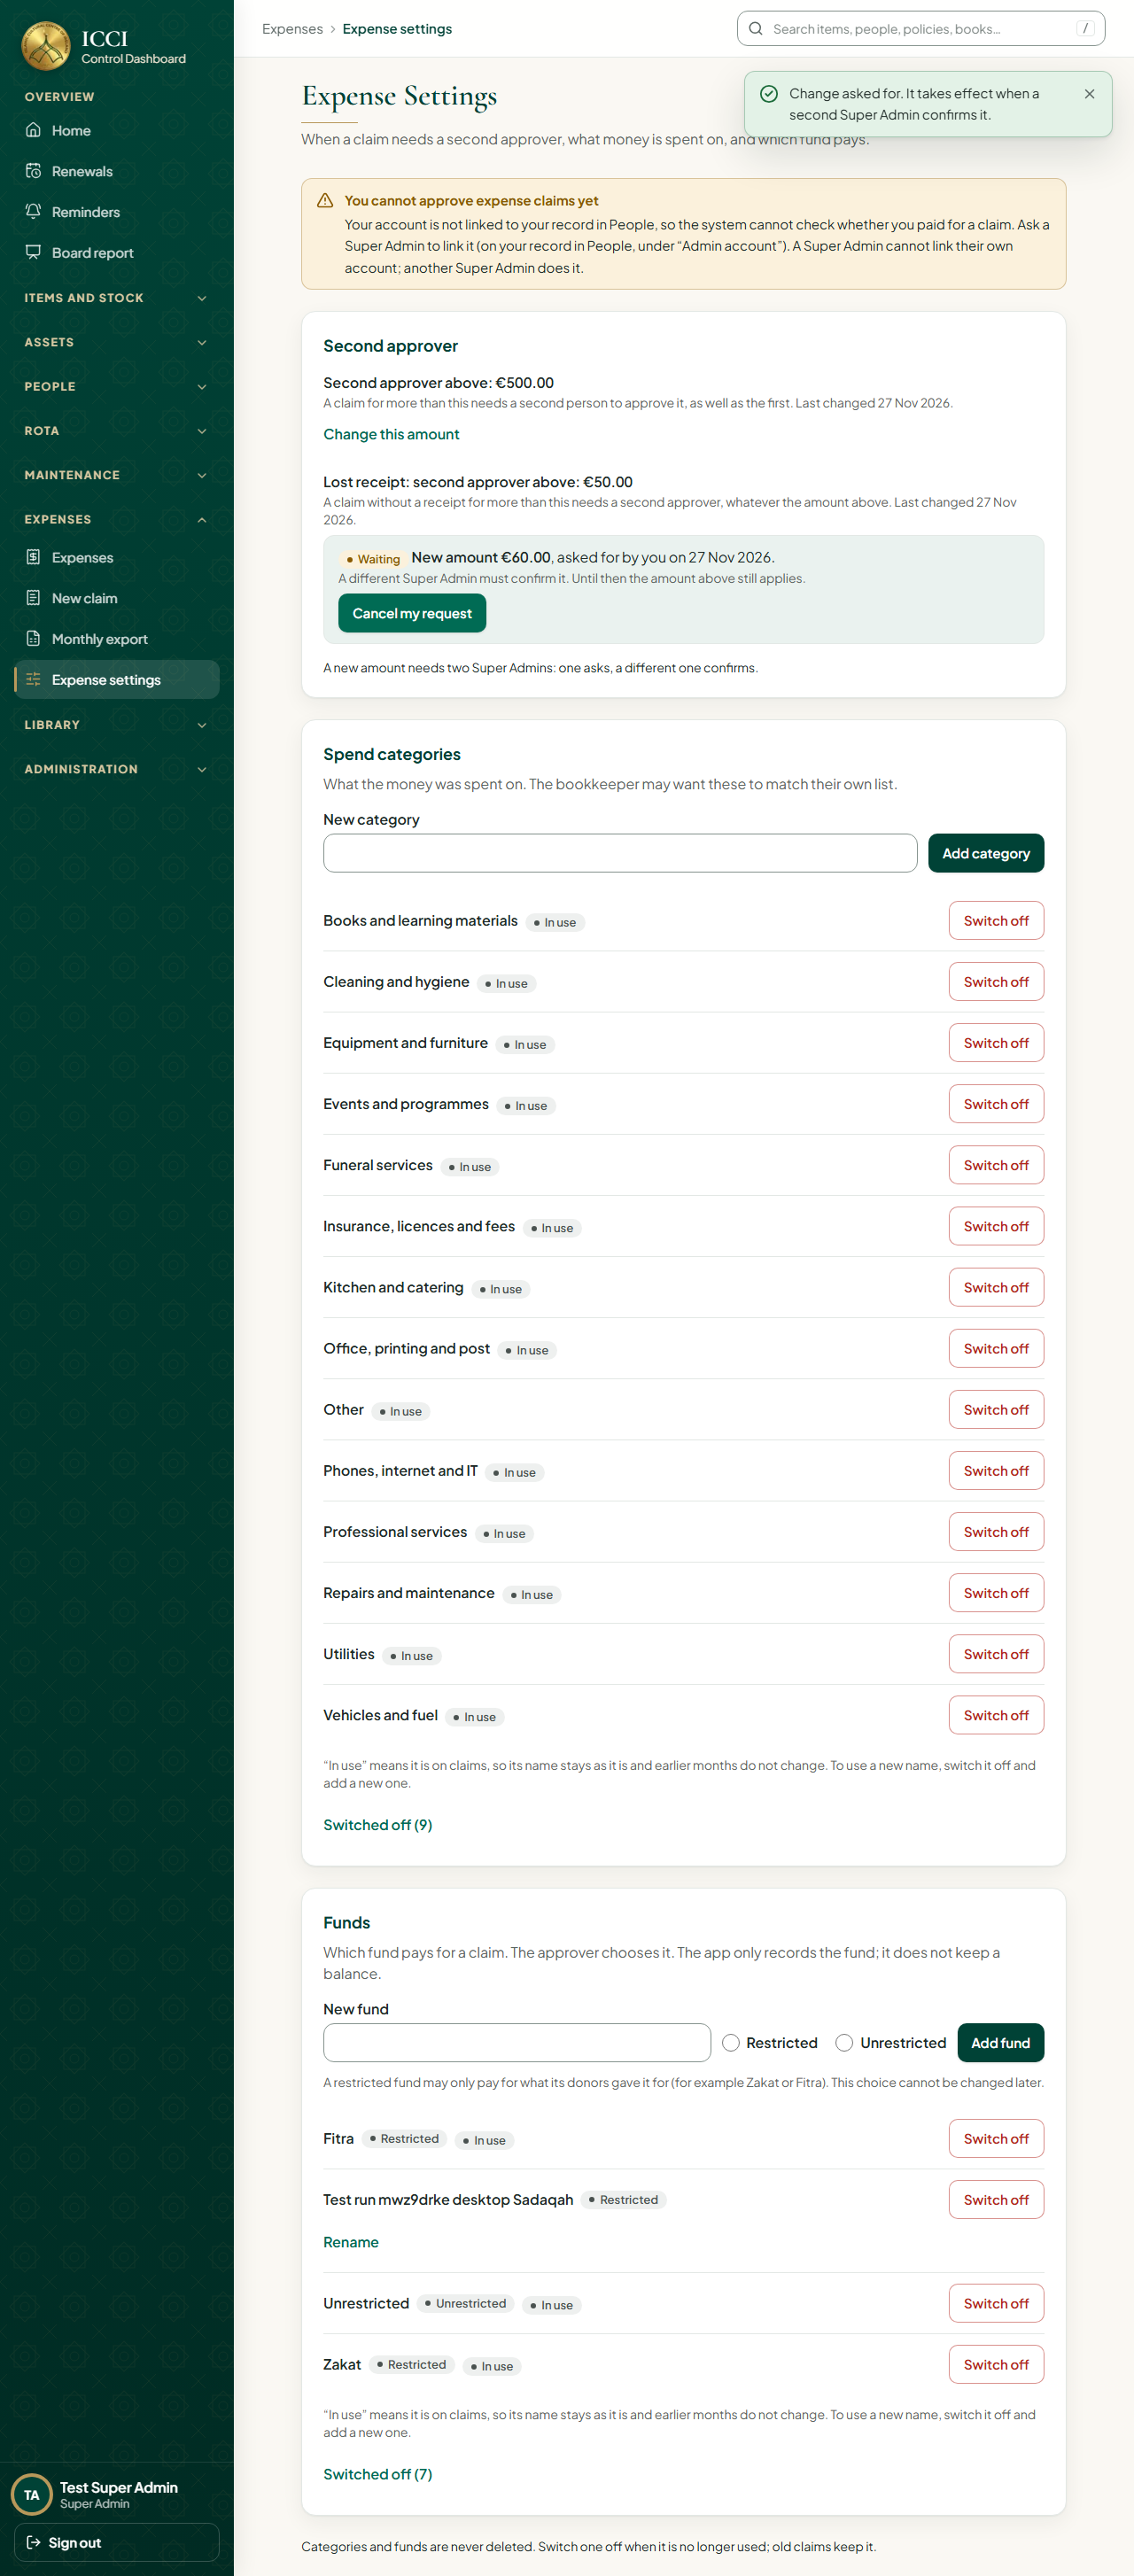 ICCI
Control Dashboard
OVERVIEW
Home
Renewals
Reminders
Board report
ITEMS AND STOCK
ASSETS
PEOPLE
ROTA
MAINTENANCE
EXPENSES
Expenses
New claim
Monthly export
Expense settings
LIBRARY
ADMINISTRATION
TA
Test Super Admin
Super Admin
Sign out
Expenses > Expense settings
Search items, people, policies, books...
/
Change asked for. It takes effect when a
second Super Admin confirms it.
Expense Settings
When a claim needs a second approver, what money is spent on, and which fund pays.
You cannot approve expense claims yet
Your account is not linked to your record in People, so the system cannot check whether you paid for a claim. Ask a
Super Admin to link it (on your record in People, under “Admin account”). A Super Admin cannot link their own
account; another Super Admin does it.
Second approver
Second approver above: €500.00
A claim for more than this needs a second person to approve it, as well as the first. Last changed 27 Nov 2026.
Change this amount
Lost receipt: second approver above: €50.00
A claim without a receipt for more than this needs a second approver, whatever the amount above. Last changed 27 Nov
2026.
Waiting New amount €60.00, asked for by you on 27 Nov 2026.
A different Super Admin must confirm it. Until then the amount above still applies.
Cancel my request
A new amount needs two Super Admins: one asks, a different one confirms.
Spend categories
What the money was spent on. The bookkeeper may want these to match their own list.
New category
Add category
Books and learning materials In use Switch off
Cleaning and hygiene In use Switch off
Equipment and furniture In use Switch off
Events and programmes In use Switch off
Funeral services In use Switch off
Insurance, licences and fees In use Switch off
Kitchen and catering In use Switch off
Office, printing and post In use Switch off
Other In use Switch off
Phones, internet and IT In use Switch off
Professional services In use Switch off
Repairs and maintenance In use Switch off
Utilities In use Switch off
Vehicles and fuel In use Switch off
“In use” means it is on claims, so its name stays as it is and earlier months do not change. To use a new name, switch it off and
add a new one.
Switched off (9)
Funds
Which fund pays for a claim. The approver chooses it. The app only records the fund; it does not keep a
balance.
New fund
Restricted Unrestricted Add fund
A restricted fund may only pay for what its donors gave it for (for example Zakat or Fitra). This choice cannot be changed later.
Fitra Restricted In use Switch off
Test run mwz9drke desktop Sadaqah Restricted Switch off
Rename
Unrestricted Unrestricted In use Switch off
Zakat Restricted In use Switch off
“In use” means it is on claims, so its name stays as it is and earlier months do not change. To use a new name, switch it off and
add a new one.
Switched off (7)
Categories and funds are never deleted. Switch one off when it is no longer used; old claims keep it.